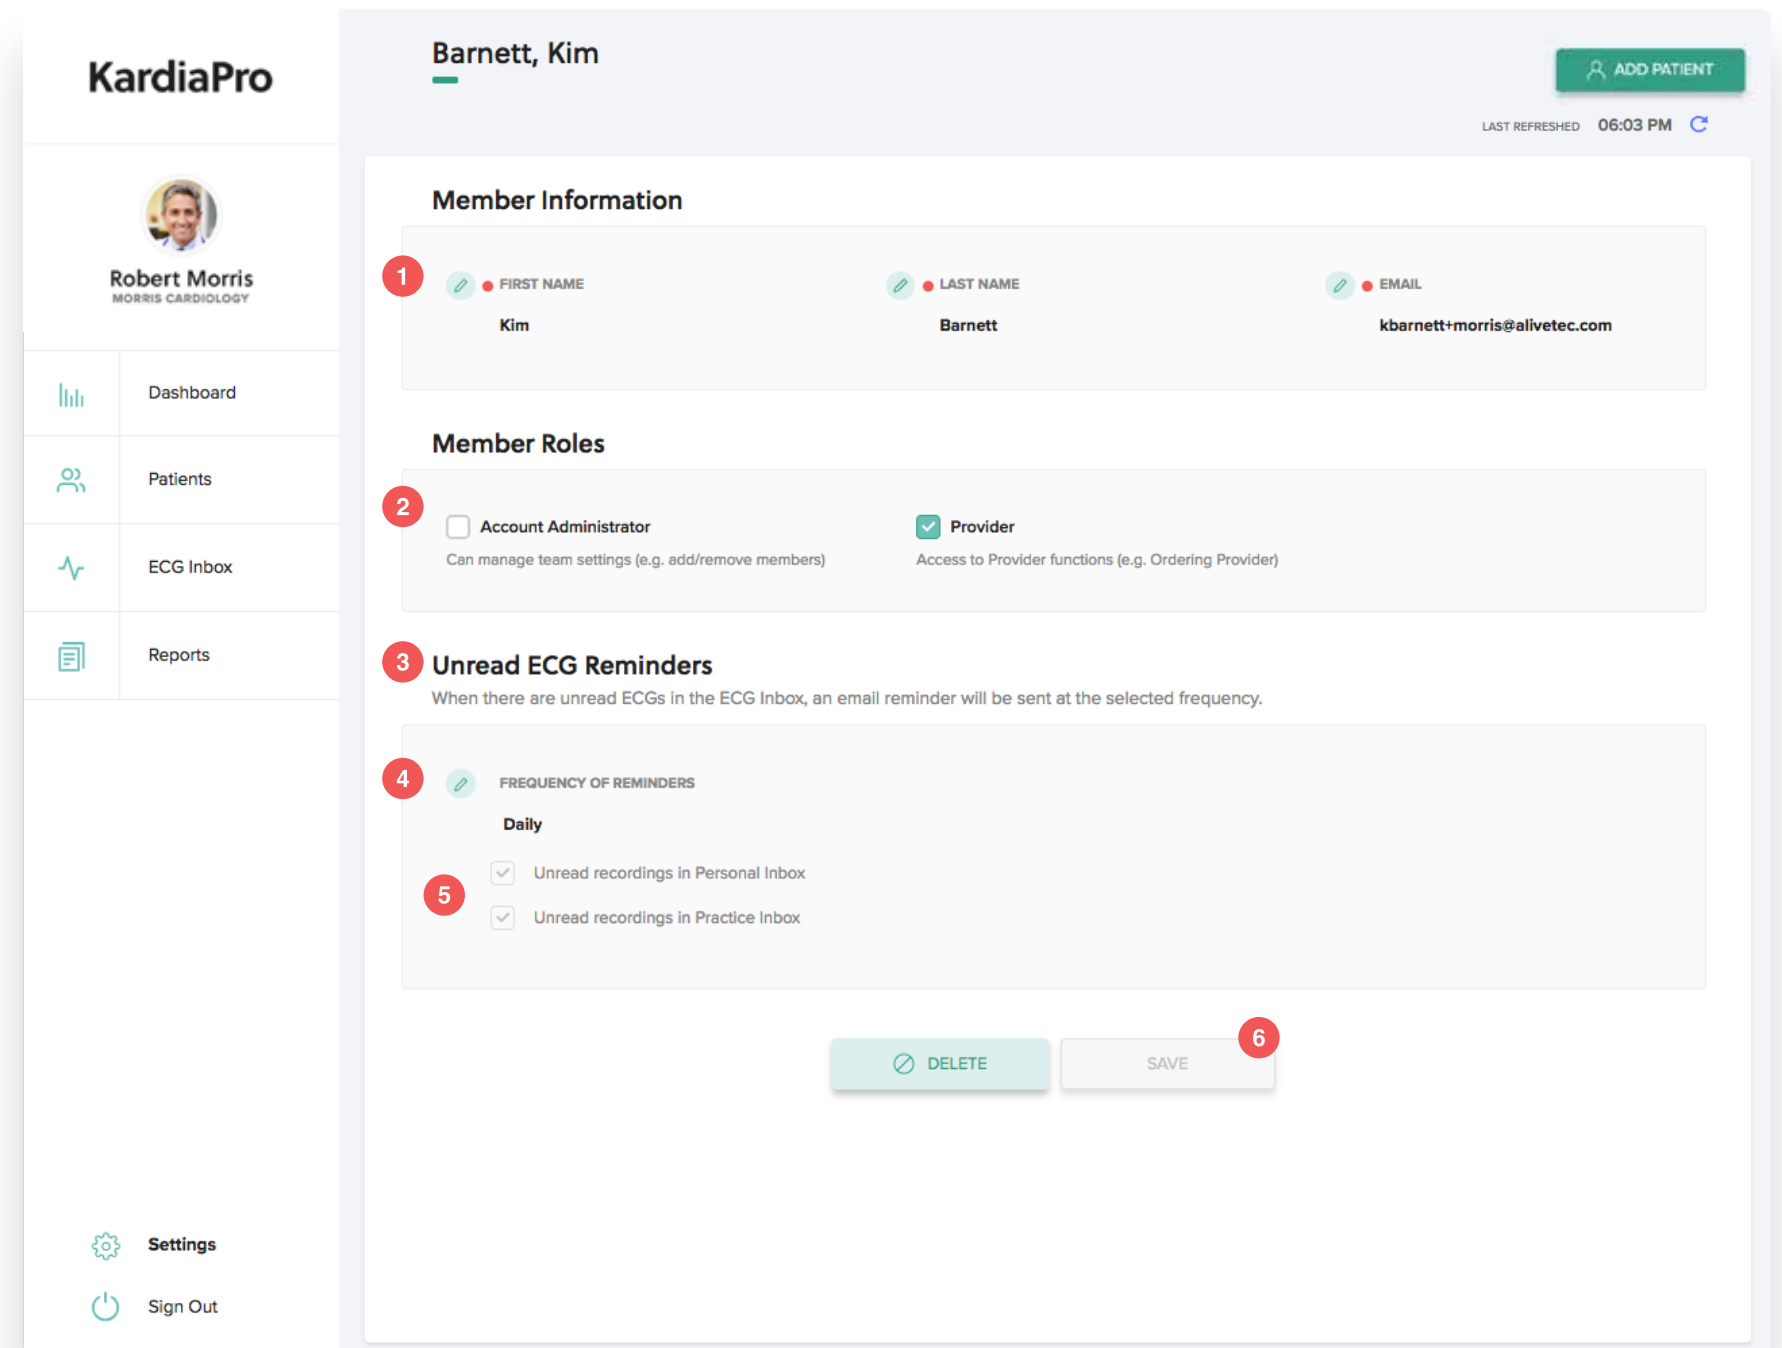 KardiaPro
Robert Morris
MORRIS CARDIOLOGY
Dashboard
Patients
ECG Inbox
Reports
Settings
Sign Out
Barnett, Kim
ADD PATIENT
LAST REFRESHED 06:03 PM
Member Information
1 FIRST NAME LAST NAME EMAIL
Kim Barnett kbarnett+morris@alivetec.com
Member Roles
2 Account Administrator Provider
Can manage team settings (e.g. add/remove members) Access to Provider functions (e.g. Ordering Provider)
3 Unread ECG Reminders
When there are unread ECGs in the ECG Inbox, an email reminder will be sent at the selected frequency.
4 FREQUENCY OF REMINDERS
Daily
Unread recordings in Personal Inbox
5
Unread recordings in Practice Inbox
6
DELETE SAVE